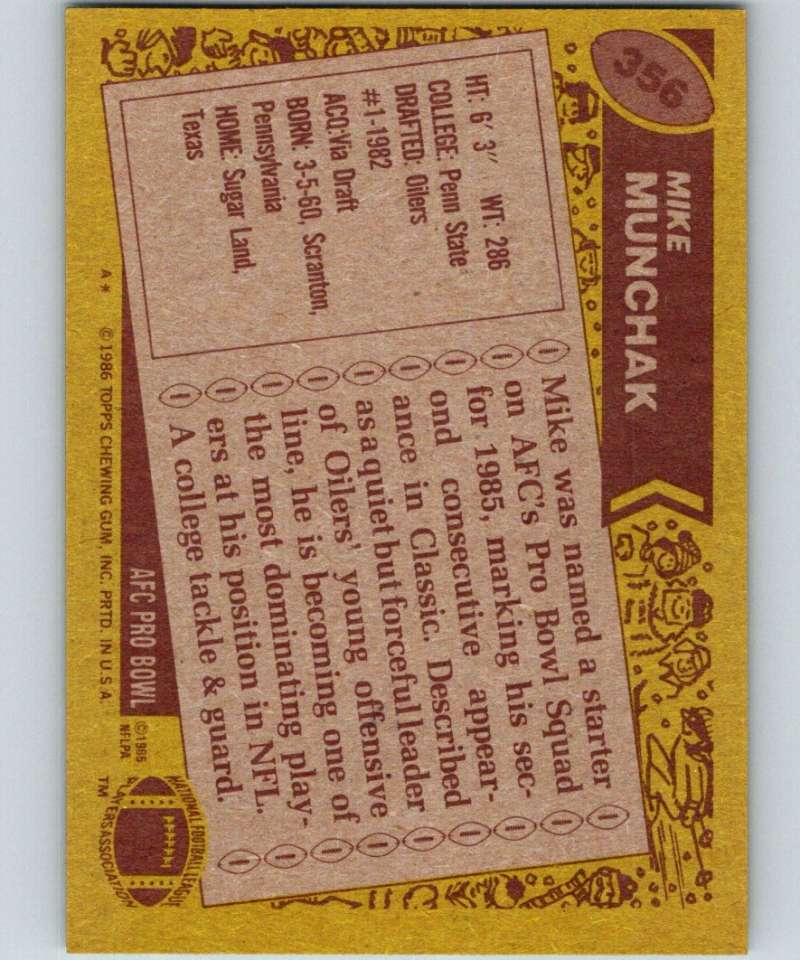 356
MIKE
MUNCHAK
HT: 6' 3" WT: 286
COLLEGE: Penn State
DRAFTED: Oilers
#1-1982
ACQ: Via Draft
BORN: 3-5-60, Scranton,
Pennsylvania
HOME: Sugar Land,
Texas
Mike was named a starter
on AFC's Pro Bowl Squad
for 1985, marking his sec-
ond consecutive appear-
ance in Classic. Described
as a quiet but forceful leader
of Oilers' young offensive
line, he is becoming one of
the most dominating play-
ers at his position in NFL.
A college tackle & guard.
AFC PRO BOWL
A* ©1986 TOPPS CHEWING GUM, INC. PRTD. IN U.S.A.
©1985
NFLPA
NATIONAL FOOTBALL LEAGUE
PLAYERS ASSOCIATION
TM